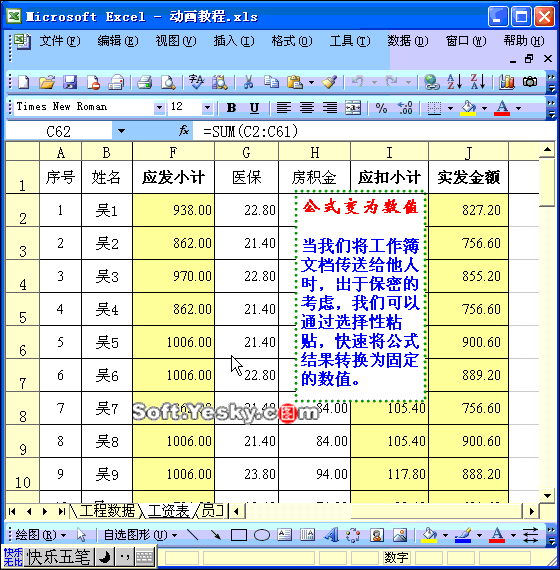 Microsoft Excel - 动画教程.xls
文件(F) 编辑(E) 视图(V) 插入(I) 格式(O) 工具(T) 数据(D) 窗口(W) 帮助(H)
Times New Roman 12 B U
C62 fx =SUM(C2:C61)
A B F G H I J
1 序号 姓名 应发小计 医保 房积金 应扣小计 实发金额
2 1 吴1 938.00 22.80 827.20
3 2 吴2 862.00 21.40 756.60
4 3 吴3 970.00 22.80 855.20
5 4 吴4 862.00 21.40 756.60
6 5 吴5 1006.00 21.40 900.60
7 6 吴6 1006.00 22.80 889.20
8 7 吴7 84.00 105.40 756.60
9 8 吴8 1006.00 21.40 84.00 105.40 900.60
10 9 吴9 1006.00 23.80 94.00 117.80 888.20
公式变为数值
当我们将工作簿
文档传送给他人
时，出于保密的
考虑，我们可以
通过选择性粘
贴，快速将公式
结果转换为固定
的数值。
Soft.Yesky.c图m
工程数据 工资表 员工
绘图(R) 自选图形(U)
快乐五笔 数字